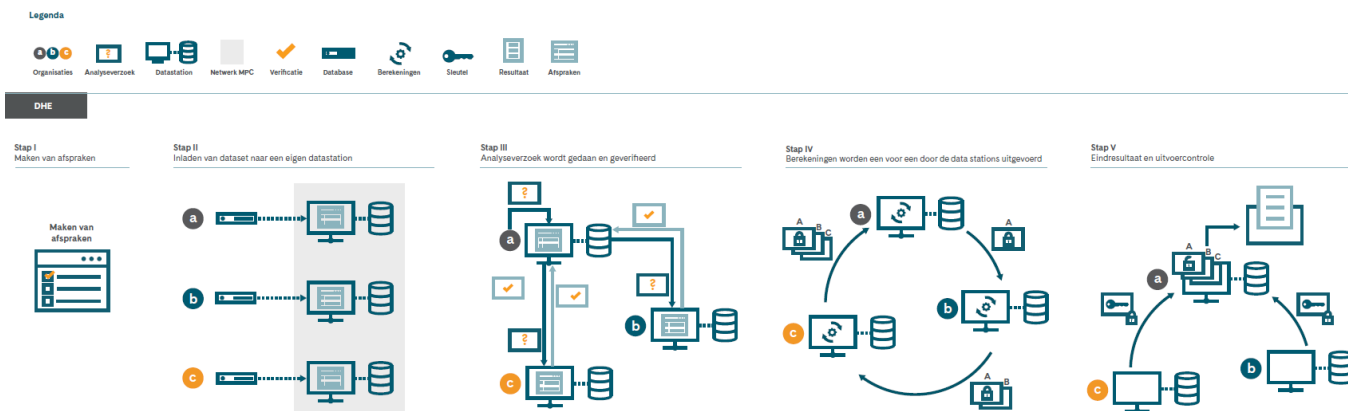 Legenda
a b c
?
Organisaties
Analyseverzoek
Datastation
Netwerk MPC
Verificatie
Database
Berekeningen
Sleutel
Resultaat
Afspraken
DHE
Stap I
Maken van afspraken
Maken van
afspraken
Stap II
Inladen van dataset naar een eigen datastation
a
b
c
Stap III
Analyseverzoek wordt gedaan en geverifieerd
?
a
?
b
?
c
Stap IV
Berekeningen worden een voor een door de data stations uitgevoerd
a
A
B
C
A
b
c
A
B
Stap V
Eindresultaat en uitvoercontrole
A
B
C
a
b
c